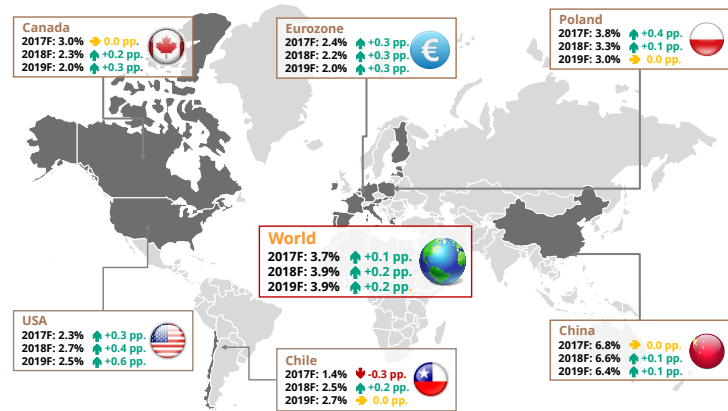 Canada
2017F: 3.0% 0.0 pp.
2018F: 2.3% +0.2 pp.
2019F: 2.0% +0.3 pp.
Eurozone
2017F: 2.4% +0.3 pp.
2018F: 2.2% +0.3 pp.
2019F: 2.0% +0.3 pp.
€
Poland
2017F: 3.8% +0.4 pp.
2018F: 3.3% +0.1 pp.
2019F: 3.0% 0.0 pp.
World
2017F: 3.7% +0.1 pp.
2018F: 3.9% +0.2 pp.
2019F: 3.9% +0.2 pp.
USA
2017F: 2.3% +0.3 pp.
2018F: 2.7% +0.4 pp.
2019F: 2.5% +0.6 pp.
Chile
2017F: 1.4% -0.3 pp.
2018F: 2.5% +0.2 pp.
2019F: 2.7% 0.0 pp.
China
2017F: 6.8% 0.0 pp.
2018F: 6.6% +0.1 pp.
2019F: 6.4% +0.1 pp.